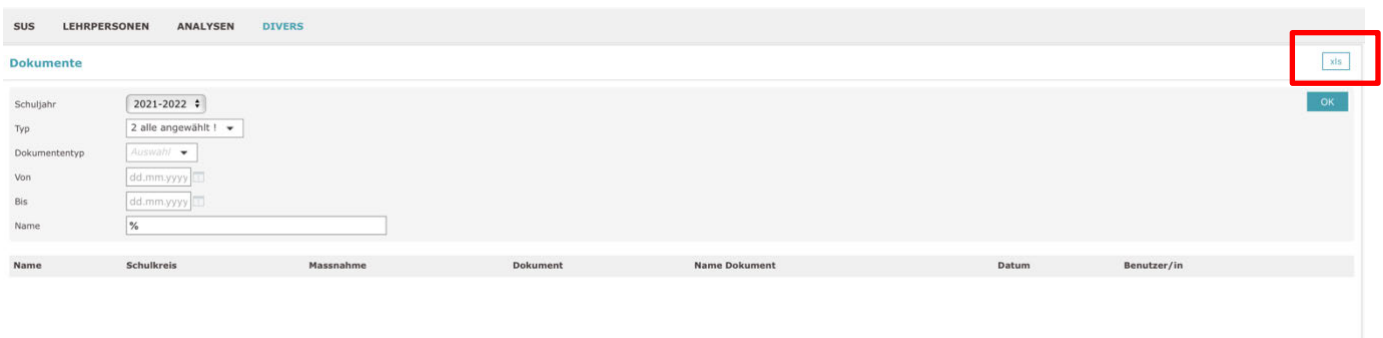 SUS LEHRPERSONEN ANALYSEN DIVERS
Dokumente xls
Schuljahr 2021-2022 OK
Typ 2 alle angewählt !
Dokumententyp Auswahl
Von dd.mm.yyyy
Bis dd.mm.yyyy
Name %
Name Schulkreis Massnahme Dokument Name Dokument Datum Benutzer/in